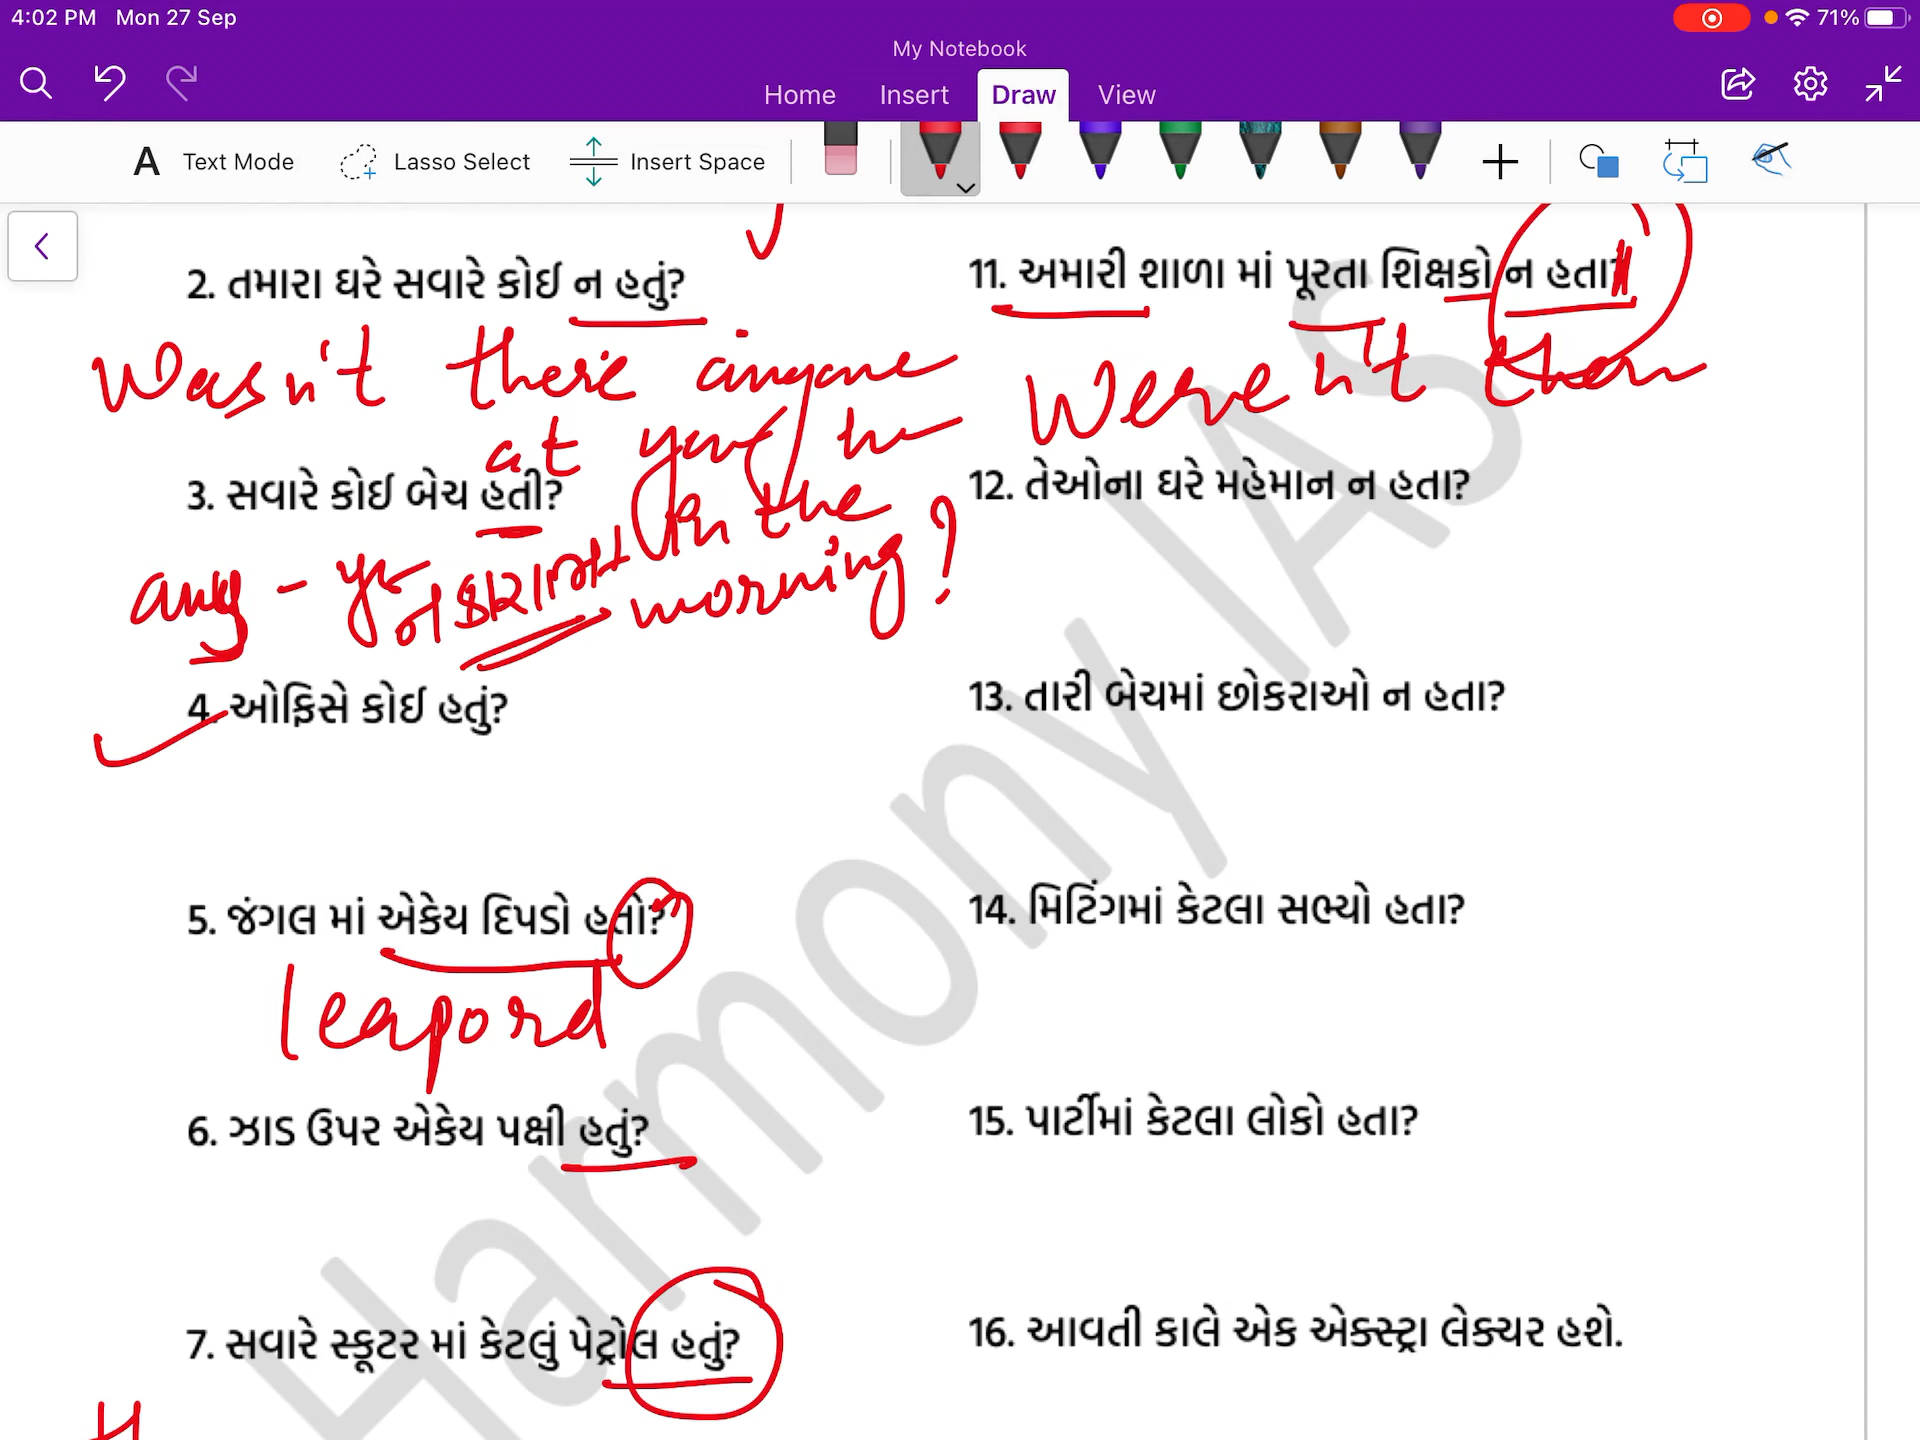 4:02 PM Mon 27 Sep
71%
My Notebook
Home Insert Draw View
A Text Mode Lasso Select Insert Space
2. તમારા ઘરે સવારે કોઈ ન હતું?
Wasn't there anyone
at your
in the
morning?
3. સવારે કોઈ બેચ હતી?
any -
4. ઓફિસે કોઈ હતું?
5. જંગલ માં એકેય દિપડો હતો?
leapord
6. ઝાડ ઉપર એકેય પક્ષી હતું?
7. સવારે સ્કૂટર માં કેટલું પેટ્રોલ હતું?
11. અમારી શાળા માં પૂરતા શિક્ષકો ન હતા
Weren't
12. તેઓના ઘરે મહેમાન ન હતા?
13. તારી બેચમાં છોકરાઓ ન હતા?
14. મિટિંગમાં કેટલા સભ્યો હતા?
15. પાર્ટીમાં કેટલા લોકો હતા?
16. આવતી કાલે એક એક્સ્ટ્રા લેક્ચર હશે.
Harmony IAS